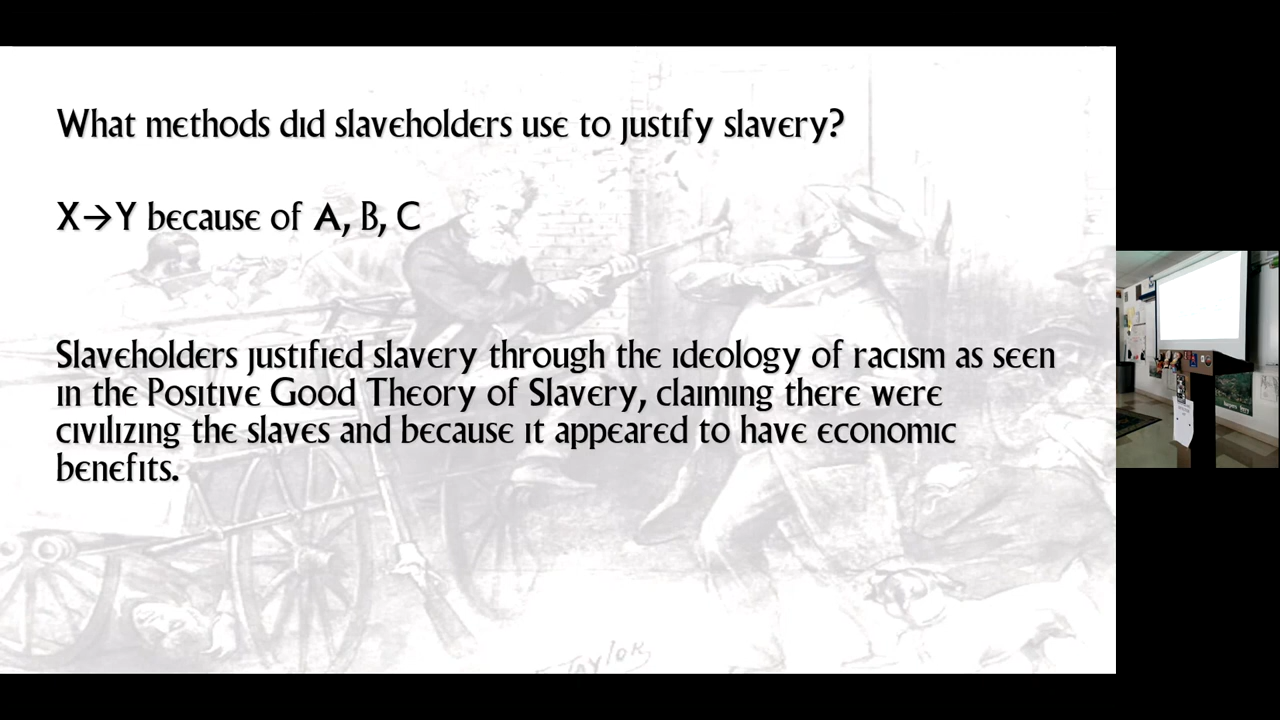 What methods did slaveholders use to justify slavery?
X→Y because of A, B, C
Slaveholders justified slavery through the ideology of racism as seen
in the Positive Good Theory of Slavery, claiming there were
civilizing the slaves and because it appeared to have economic
benefits.
Taylor